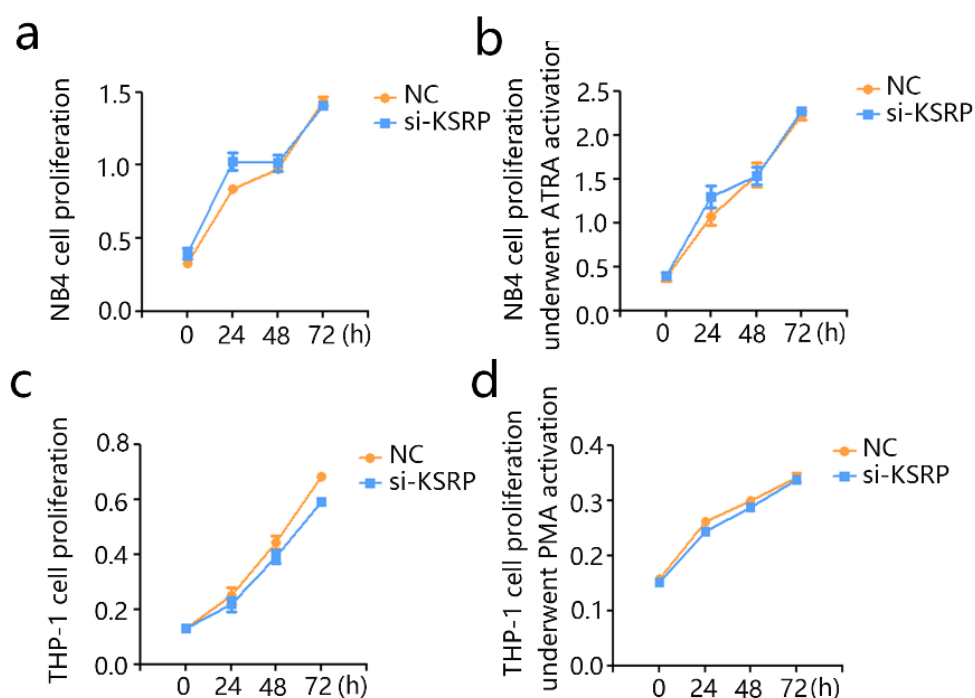 a
NB4 cell proliferation
1.5
1.0
0.5
0.0
0 24 48 72 (h)
NC
si-KSRP
b
NB4 cell proliferation
underwent ATRA activation
2.5
2.0
1.5
1.0
0.5
0.0
0 24 48 72 (h)
NC
si-KSRP
c
THP-1 cell proliferation
0.8
0.6
0.4
0.2
0.0
0 24 48 72 (h)
NC
si-KSRP
d
THP-1 cell proliferation
underwent PMA activation
0.4
0.3
0.2
0.1
0.0
0 24 48 72 (h)
NC
si-KSRP